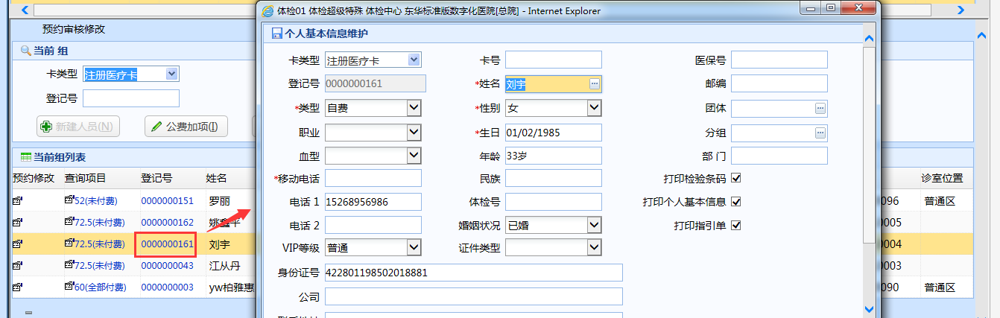 体检01 体检超级特殊 体检中心 东华标准版数字化医院[总院] - Internet Explorer
预约审核修改
当前 组
卡类型 注册医疗卡
登记号
新建人员(N) 公费加项(I)
当前组列表
预约修改 查询项目 登记号 姓名 诊室位置
52(未付费) 0000000151 罗丽 096 普通区
72.5(未付费) 0000000162 姚鑫平 0005
72.5(未付费) 0000000161 刘宇 0004
72.5(未付费) 0000000043 江从丹 0003
60(全部付费) 0000000003 yw柏雅惠 090 普通区
个人基本信息维护
卡类型 注册医疗卡 卡号 医保号
登记号 0000000161 *姓名 刘宇 邮编
*类型 自费 *性别 女 团体
职业 *生日 01/02/1985 分组
血型 年龄 33岁 部 门
*移动电话 民族 打印检验条码
电话 1 15268956986 体检号 打印个人基本信息
电话 2 婚姻状况 已婚 打印指引单
VIP等级 普通 证件类型
身份证号 422801198502018881
公司